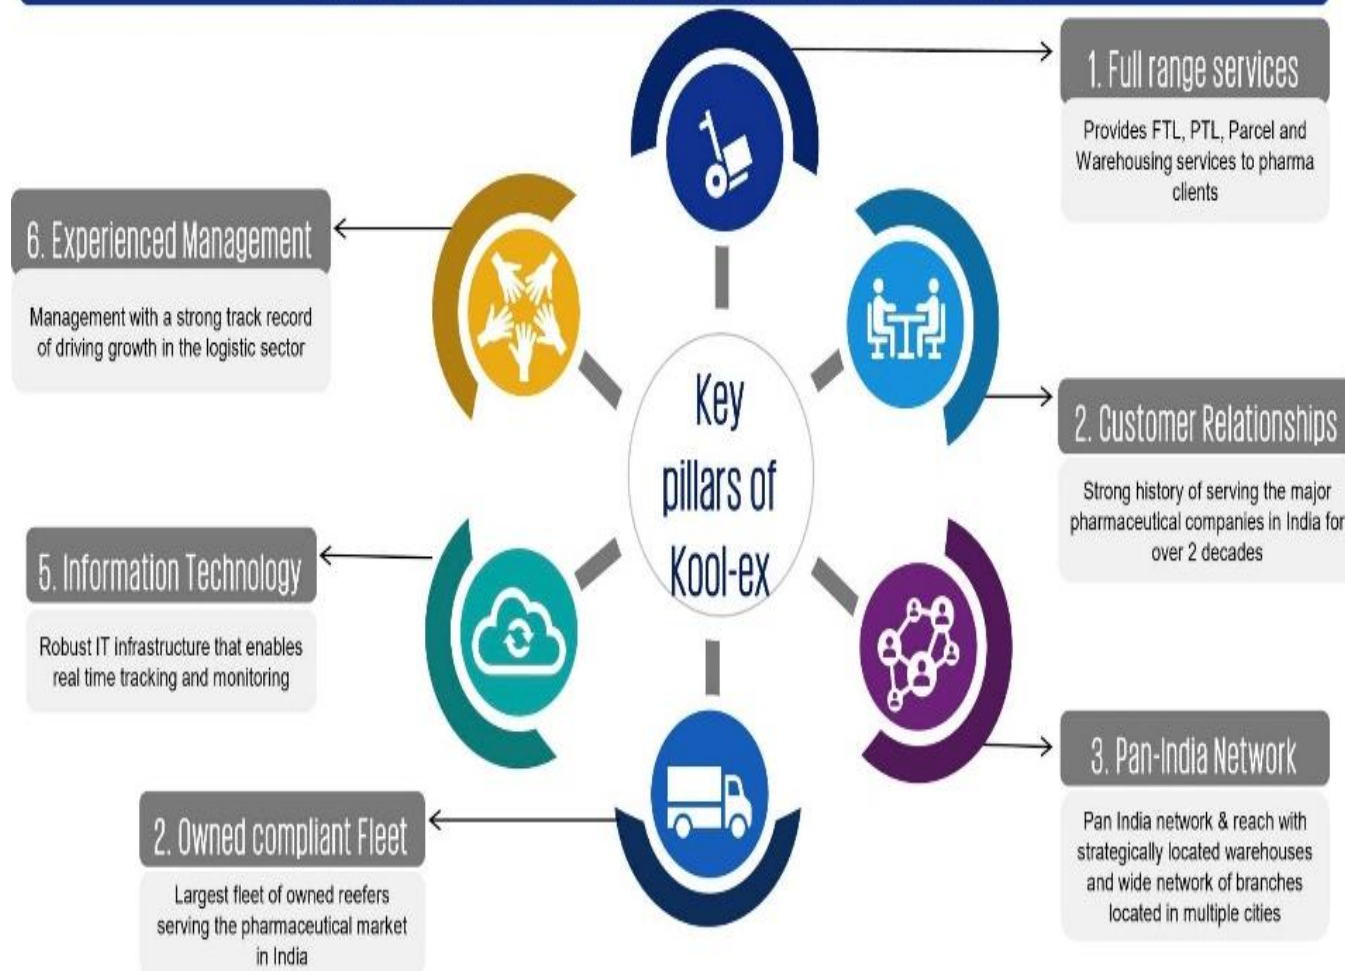 1. Full range services
Provides FTL, PTL, Parcel and
Warehousing services to pharma
clients
6. Experienced Management
Management with a strong track record
of driving growth in the logistic sector
Key
pillars of
Kool-ex
2. Customer Relationships
Strong history of serving the major
pharmaceutical companies in India for
over 2 decades
5. Information Technology
Robust IT infrastructure that enables
real time tracking and monitoring
3. Pan-India Network
Pan India network & reach with
strategically located warehouses
and wide network of branches
located in multiple cities
2. Owned compliant Fleet
Largest fleet of owned reefers
serving the pharmaceutical market
in India